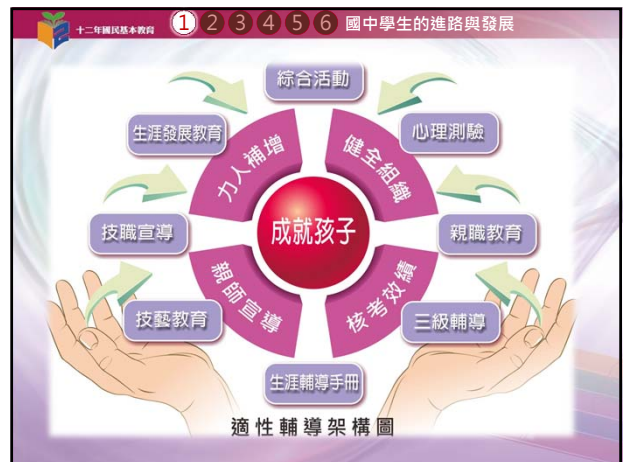 十二年國民基本教育 1 2 3 4 5 6 國中學生的進路與發展
綜合活動
生涯發展教育
心理測驗
力人補增
健全組織
技職宣導
成就孩子
親職教育
親師宣導
核考效績
技藝教育
三級輔導
生涯輔導手冊
適性輔導架構圖